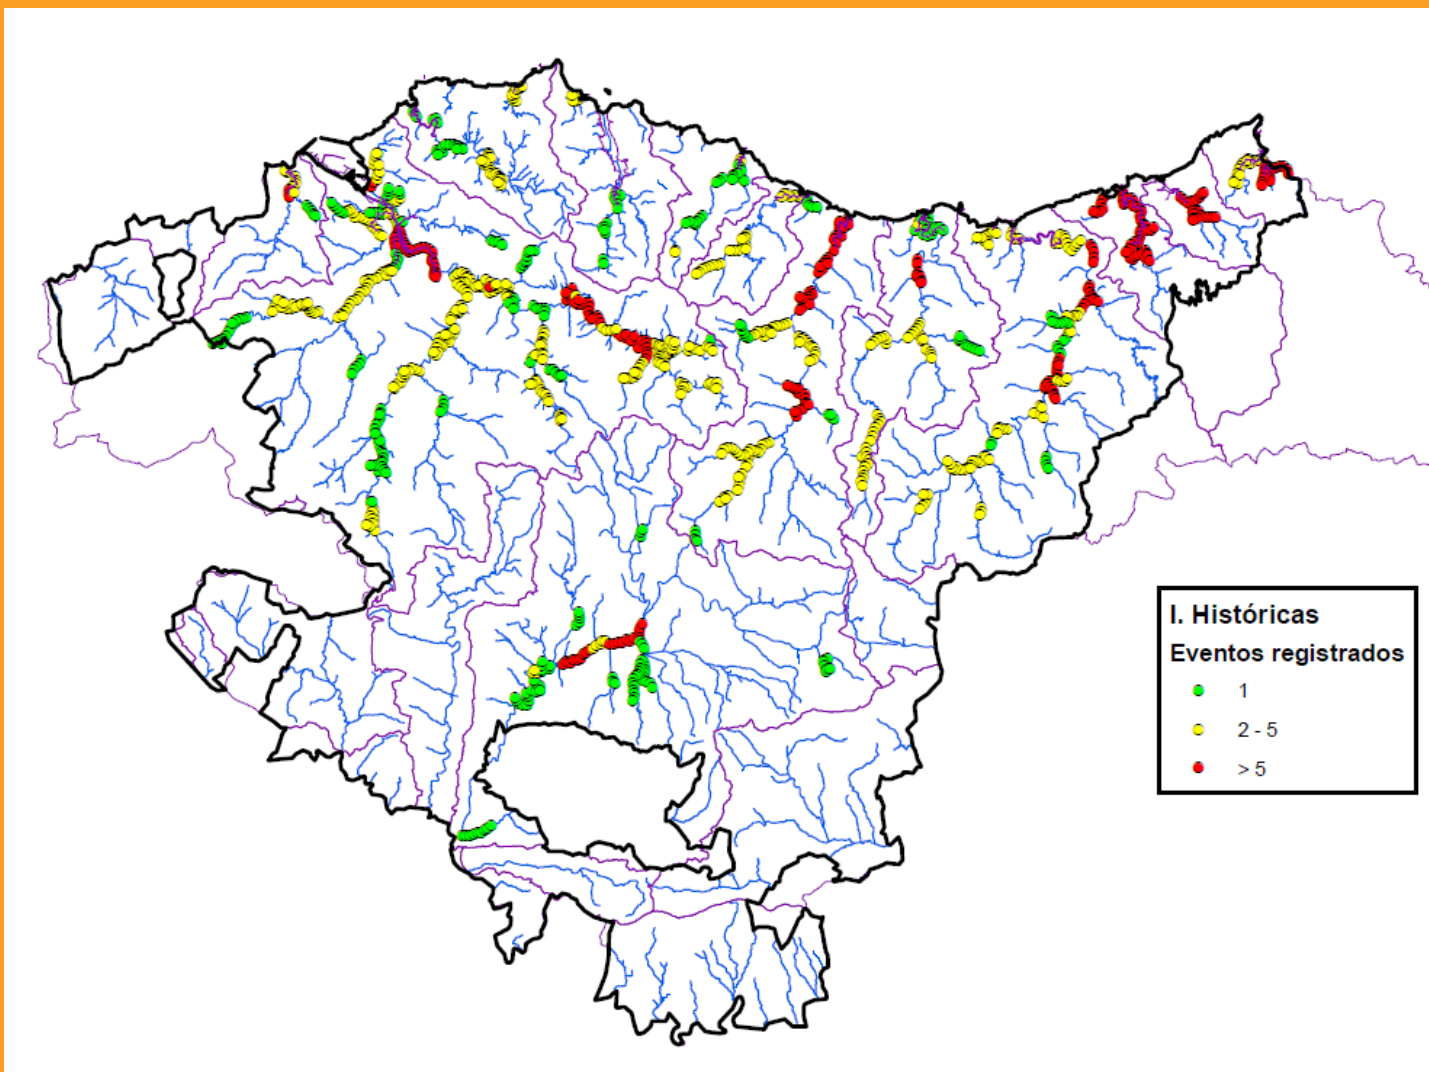 I. Históricas
Eventos registrados
1
2 - 5
> 5